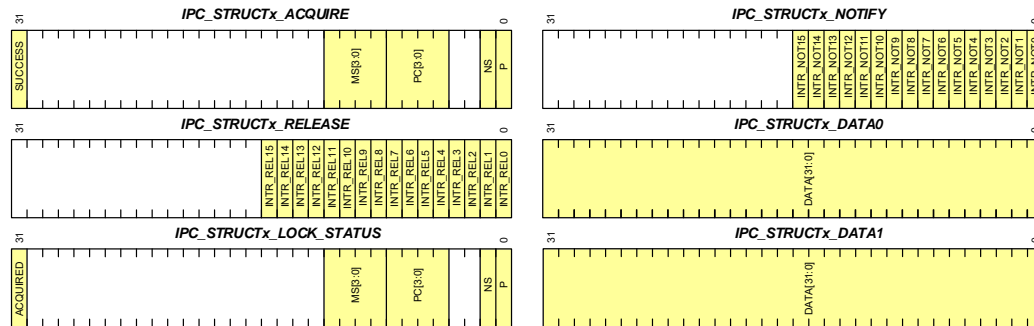 IPC_STRUCTx_ACQUIRE
31
0
SUCCESS
MS[3:0]
PC[3:0]
NS
P
IPC_STRUCTx_NOTIFY
31
INTR_NOT15
INTR_NOT14
INTR_NOT13
INTR_NOT12
INTR_NOT11
INTR_NOT10
INTR_NOT9
INTR_NOT8
INTR_NOT7
INTR_NOT6
INTR_NOT5
INTR_NOT4
INTR_NOT3
INTR_NOT2
INTR_NOT1
IPC_STRUCTx_RELEASE
31
0
INTR_REL15
INTR_REL14
INTR_REL13
INTR_REL12
INTR_REL11
INTR_REL10
INTR_REL9
INTR_REL8
INTR_REL7
INTR_REL6
INTR_REL5
INTR_REL4
INTR_REL3
INTR_REL2
INTR_REL1
INTR_REL0
IPC_STRUCTx_DATA0
31
DATA[31:0]
IPC_STRUCTx_LOCK_STATUS
31
0
ACQUIRED
MS[3:0]
PC[3:0]
NS
P
IPC_STRUCTx_DATA1
31
DATA[31:0]